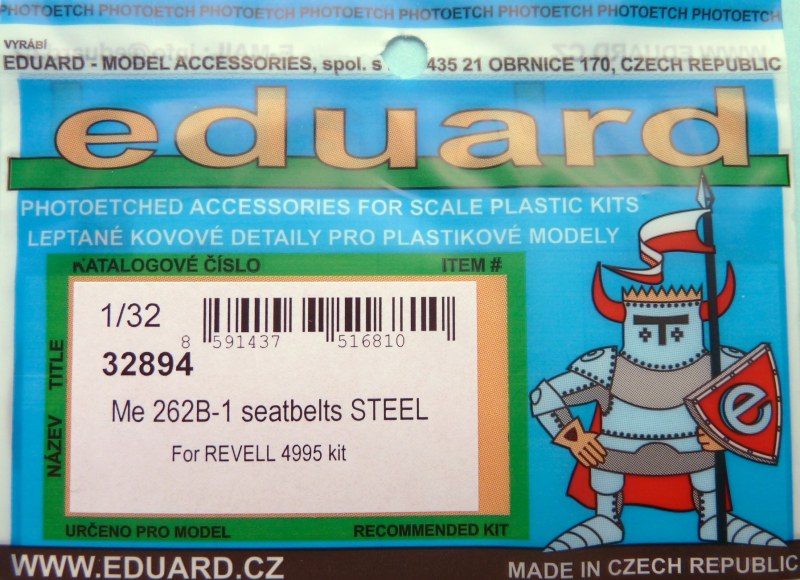 PHOTOETCH PHOTOETCH PHOTOETCH PHOTOETCH PHOTOETCH PHOTOETCH PHOTOETCH PHOTOETCH
VYRÁBÍ
EDUARD - MODEL ACCESSORIES, spol. s 435 21 OBRNICE 170, CZECH REPUBLIC
eduard
PHOTOETCHED ACCESSORIES FOR SCALE PLASTIC KITS
LEPTANÉ KOVOVÉ DETAILY PRO PLASTIKOVÉ MODELY
KATALOGOVÉ ČÍSLO ITEM #
1/32
8 591437 516810
32894
NÁZEV TITLE
Me 262B-1 seatbelts STEEL
For REVELL 4995 kit
e
URČENO PRO MODEL RECOMMENDED KIT
WWW.EDUARD.CZ MADE IN CZECH REPUBLIC